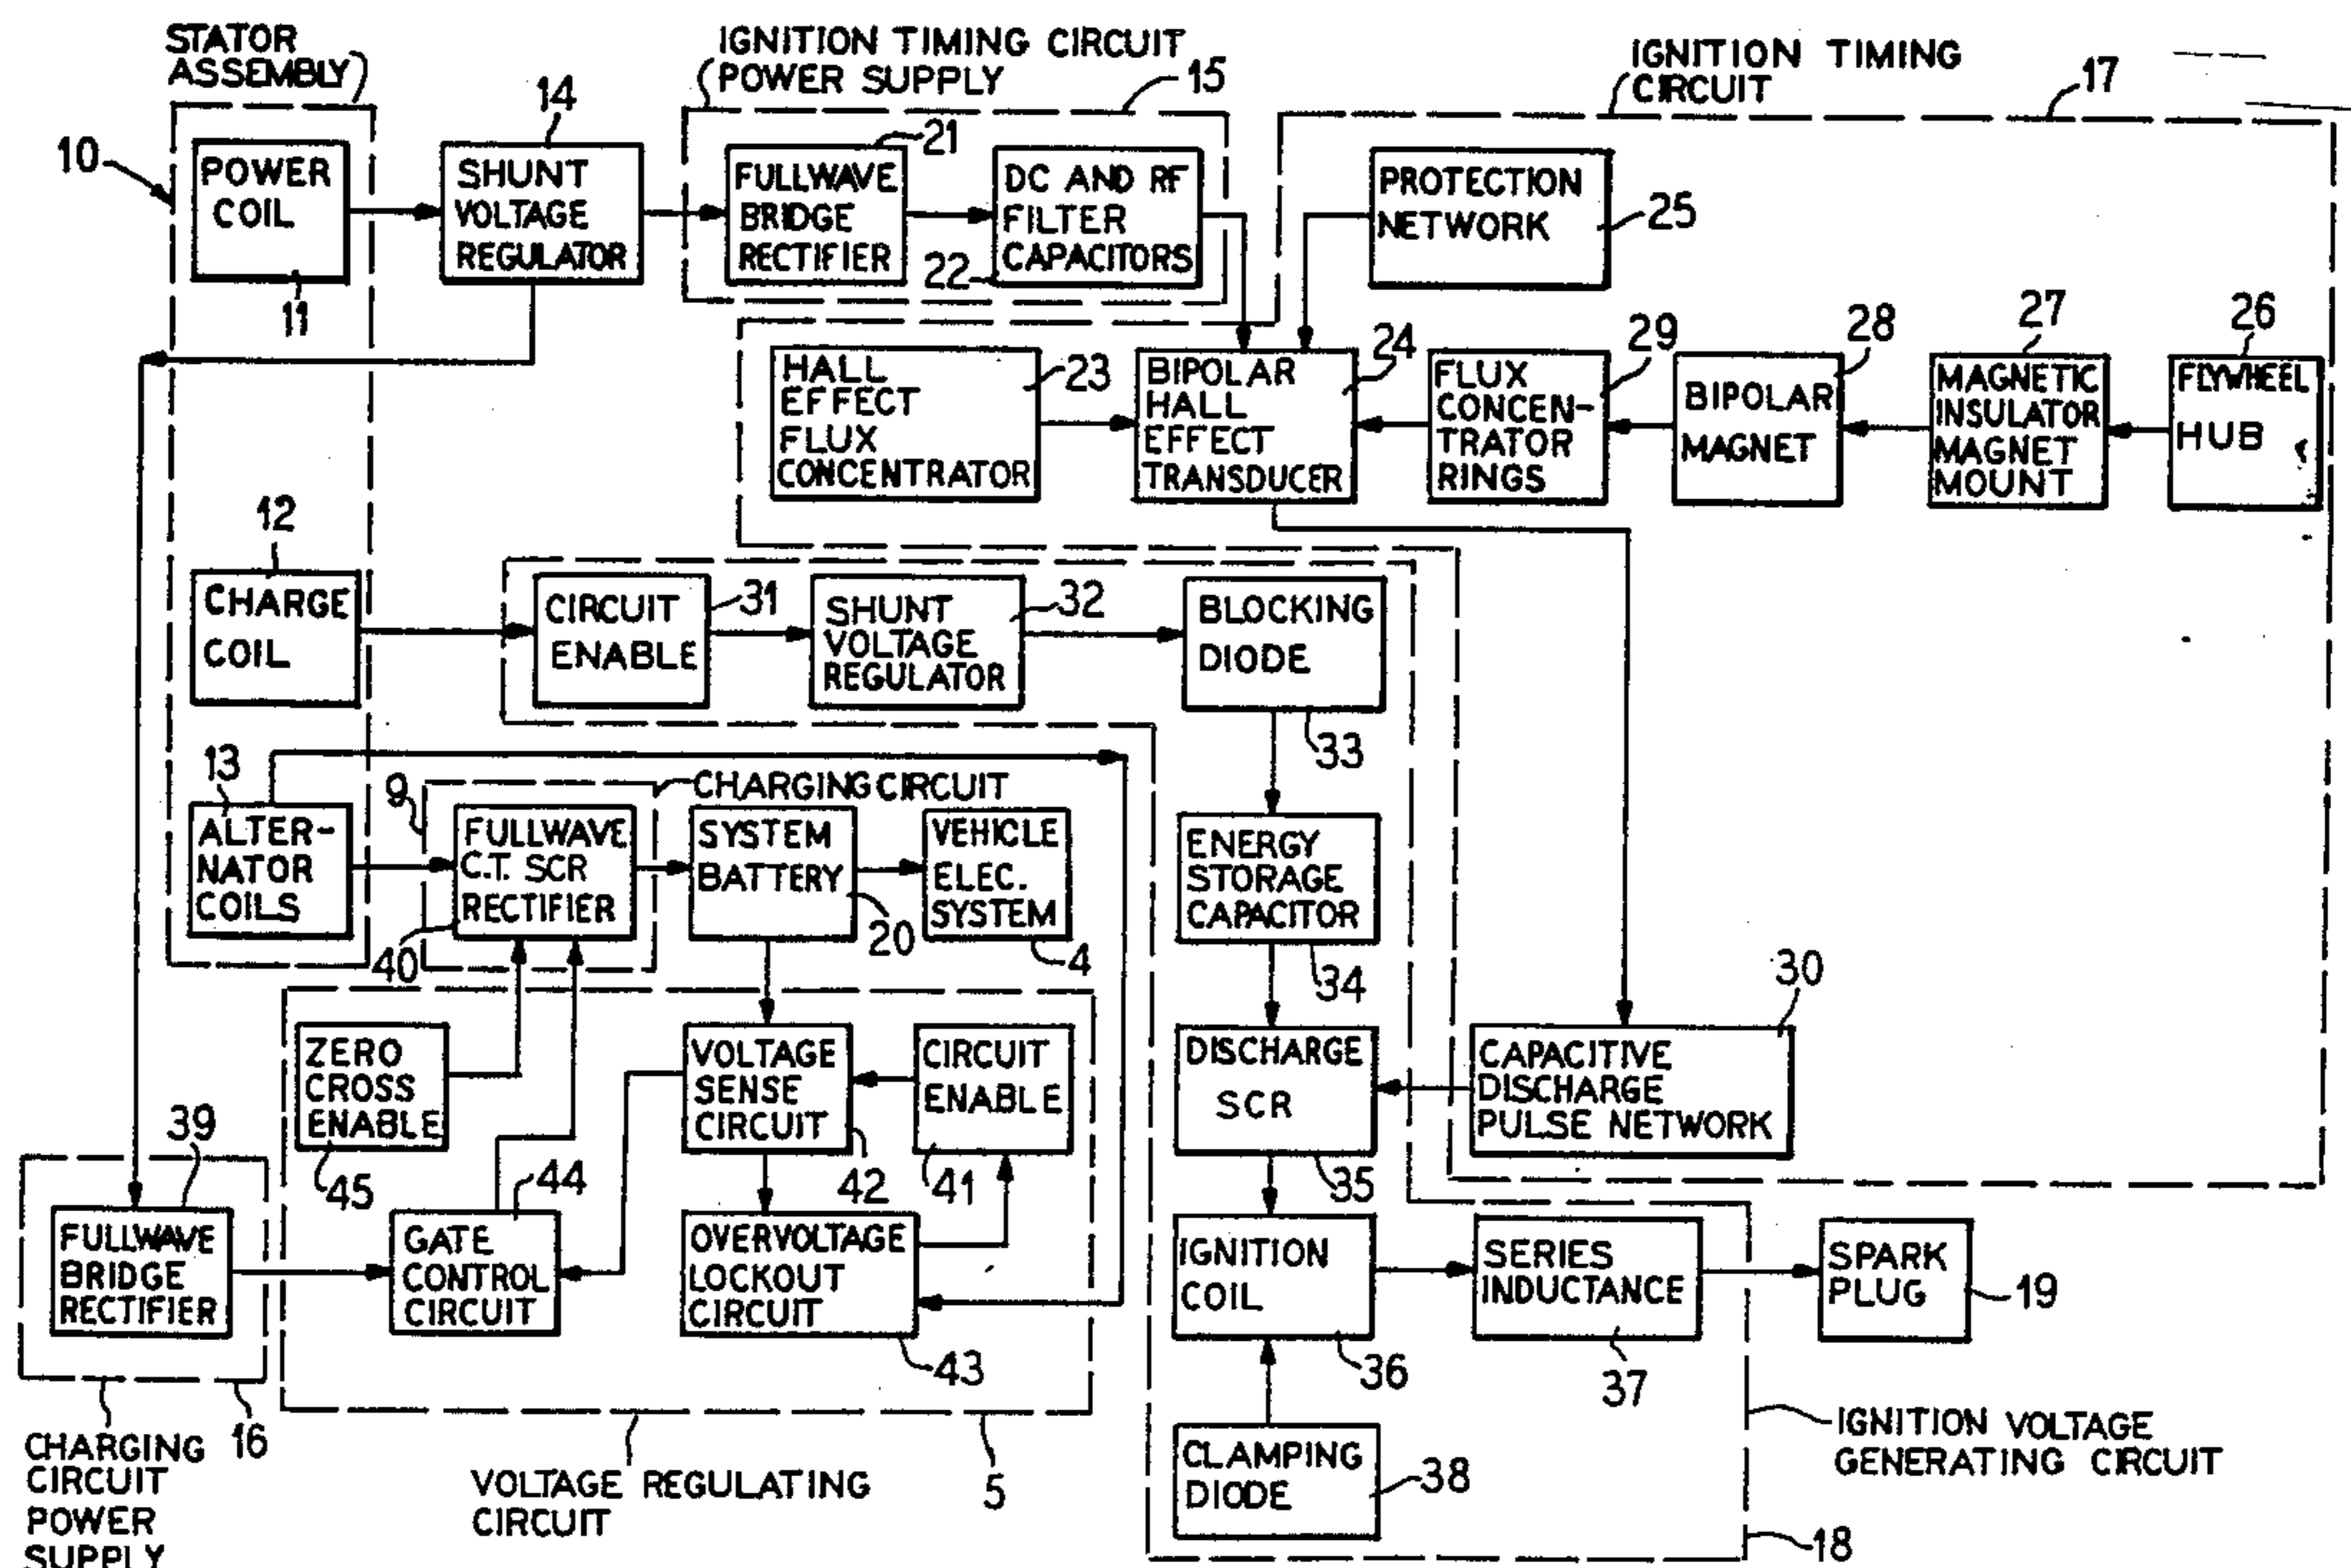 STATOR
ASSEMBLY
IGNITION TIMING CIRCUIT
POWER SUPPLY
15
IGNITION TIMING
CIRCUIT
17
10
POWER
COIL
11
14
SHUNT
VOLTAGE
REGULATOR
21
FULLWAVE
BRIDGE
RECTIFIER
22
DC AND RF
FILTER
CAPACITORS
PROTECTION
NETWORK
25
HALL
EFFECT
FLUX
CONCENTRATOR
23
BIPOLAR
HALL
EFFECT
TRANSDUCER
24
FLUX
CONCEN-
TRATOR
RINGS
29
BIPOLAR
MAGNET
28
MAGNETIC
INSULATOR
MAGNET
MOUNT
27
FLYWHEEL
HUB
26
12
CHARGE
COIL
CIRCUIT
ENABLE
31
SHUNT
VOLTAGE
REGULATOR
32
BLOCKING
DIODE
33
13
ALTER-
NATOR
COILS
9
CHARGING CIRCUIT
FULLWAVE
C.T. SCR
RECTIFIER
40
SYSTEM
BATTERY
20
VEHICLE
ELEC.
SYSTEM
4
ENERGY
STORAGE
CAPACITOR
34
ZERO
CROSS
ENABLE
45
VOLTAGE
SENSE
CIRCUIT
42
CIRCUIT
ENABLE
41
DISCHARGE
SCR
35
30
CAPACITIVE
DISCHARGE
PULSE NETWORK
39
FULLWAVE
BRIDGE
RECTIFIER
44
GATE
CONTROL
CIRCUIT
OVERVOLTAGE
LOCKOUT
CIRCUIT
43
IGNITION
COIL
36
SERIES
INDUCTANCE
37
SPARK
PLUG
19
CHARGING
CIRCUIT
POWER
SUPPLY
16
VOLTAGE REGULATING
CIRCUIT
5
CLAMPING
DIODE
38
IGNITION VOLTAGE
GENERATING CIRCUIT
18